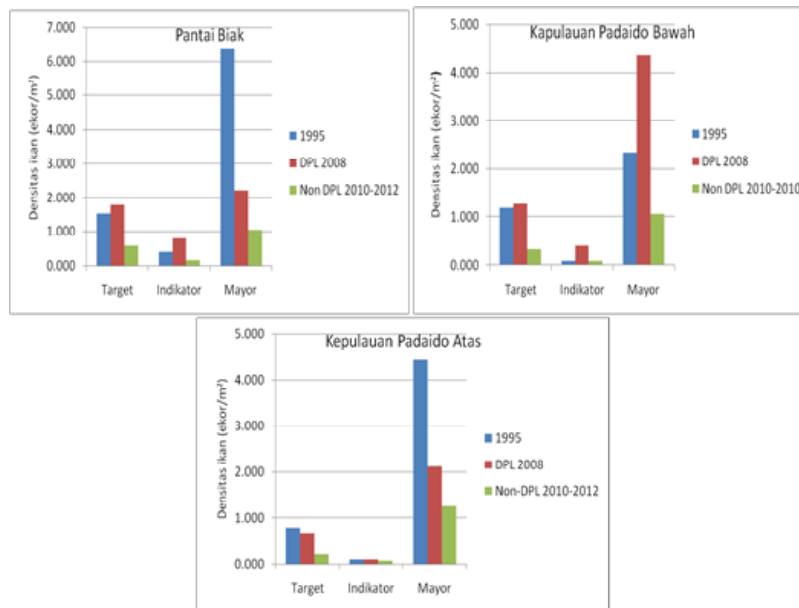 Pantai Biak
Densitas ikan (ekor/m²)
7.000
6.000
5.000
4.000
3.000
2.000
1.000
0.000
Target
Indikator
Mayor
1995
DPL 2008
Non DPL 2010-2012
Kapulauan Padaido Bawah
Densitas ikan (ekor/m²)
5.000
4.000
3.000
2.000
1.000
0.000
Target
Indikator
Mayor
1995
DPL 2008
Non DPL 2010-2010
Kepulauan Padaido Atas
Densitas ikan (ekor/m²)
5.000
4.000
3.000
2.000
1.000
0.000
Target
Indikator
Mayor
1995
DPL 2008
Non-DPL 2010-2012